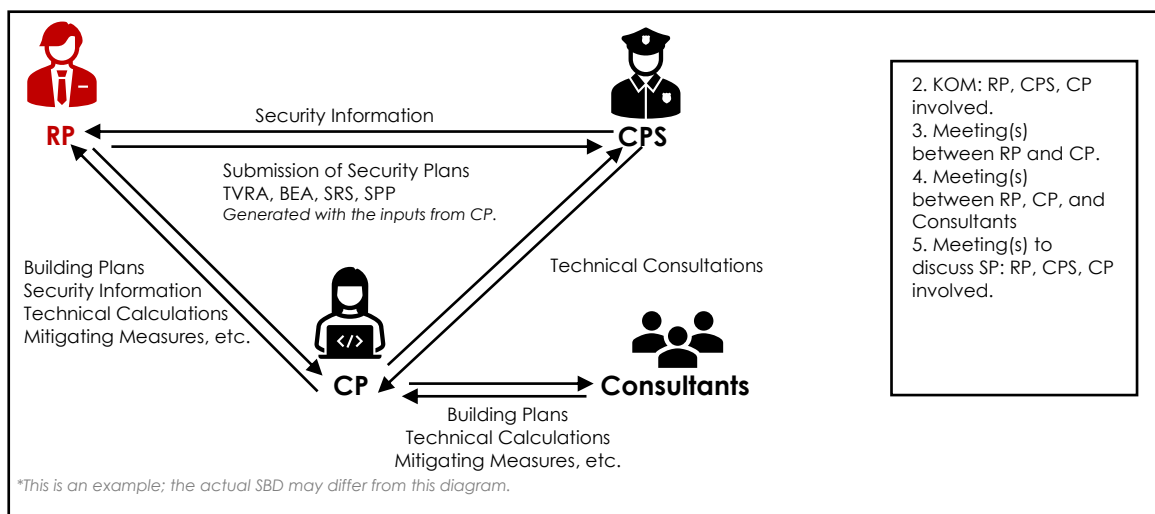 RP
CPS
Security Information
Submission of Security Plans
TVRA, BEA, SRS, SPP
Generated with the inputs from CP.
Building Plans
Security Information
Technical Calculations
Mitigating Measures, etc.
Technical Consultations
</>
CP
Consultants
Building Plans
Technical Calculations
Mitigating Measures, etc.
*This is an example; the actual SBD may differ from this diagram.
2. KOM: RP, CPS, CP
involved.
3. Meeting(s)
between RP and CP.
4. Meeting(s)
between RP, CP, and
Consultants
5. Meeting(s) to
discuss SP: RP, CPS, CP
involved.